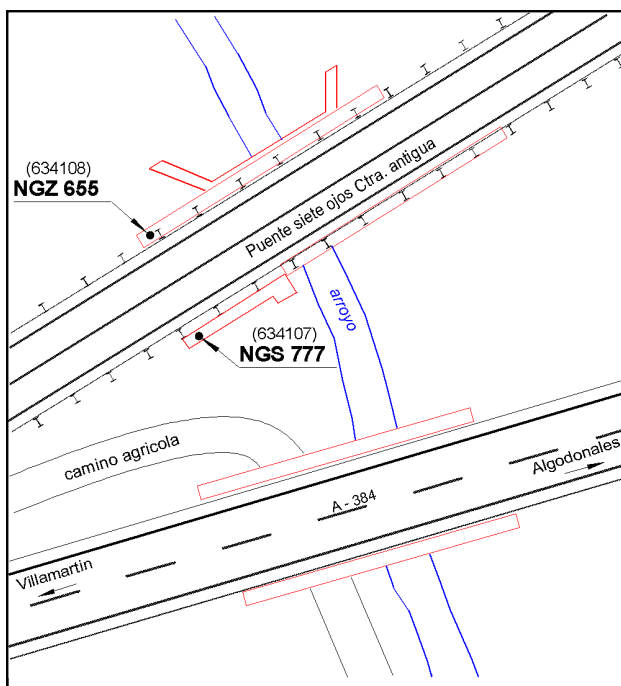 (634108)
NGZ 655
Puente siete ojos Ctra. antigua
arroyo
(634107)
NGS 777
camino agricola
Algodonales
A - 384
Villamartin